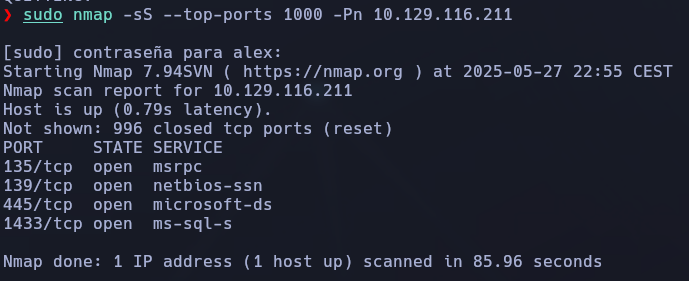 ❯ sudo nmap -sS --top-ports 1000 -Pn 10.129.116.211
[sudo] contraseña para alex:
Starting Nmap 7.94SVN ( https://nmap.org ) at 2025-05-27 22:55 CEST
Nmap scan report for 10.129.116.211
Host is up (0.79s latency).
Not shown: 996 closed tcp ports (reset)
PORT     STATE SERVICE
135/tcp  open  msrpc
139/tcp  open  netbios-ssn
445/tcp  open  microsoft-ds
1433/tcp open  ms-sql-s
Nmap done: 1 IP address (1 host up) scanned in 85.96 seconds